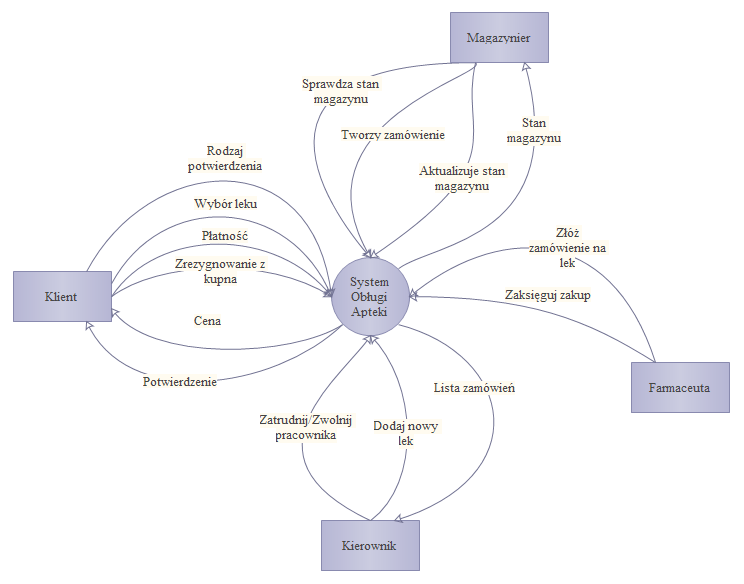 Magazynier
Sprawdza stan
magazynu
Tworzy zamówienie
Stan
magazynu
Aktualizuje stan
magazynu
Rodzaj
potwierdzenia
Wybór leku
Płatność
Zrezygnowanie z
kupna
Złóż
zamówienie na
lek
Klient
System
Obługi
Apteki
Zaksięguj zakup
Cena
Potwierdzenie
Lista zamówień
Farmaceuta
Zatrudnij/Zwolnij
pracownika
Dodaj nowy
lek
Kierownik